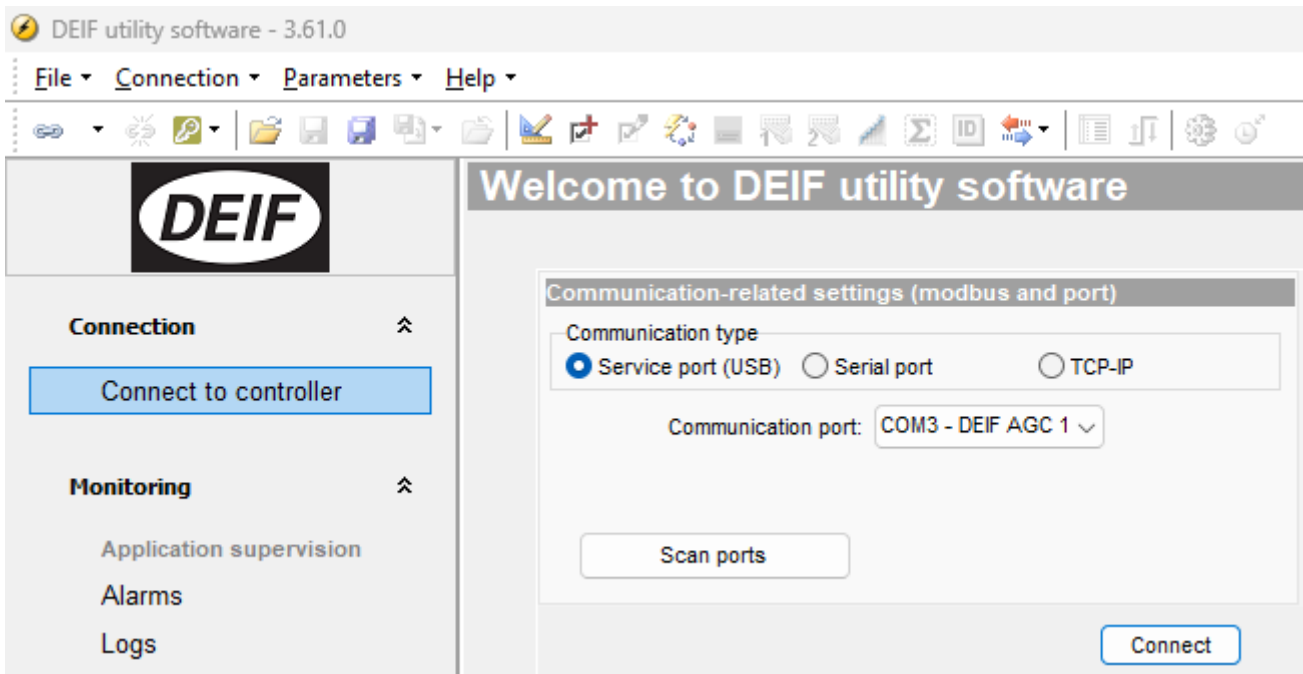 DEIF utility software - 3.61.0
File Connection Parameters Help
2 Σ ID
DEIF
Welcome to DEIF utility software
Connection
Connect to controller
Monitoring
Application supervision
Alarms
Logs
Communication-related settings (modbus and port)
Communication type
Service port (USB) Serial port TCP-IP
Communication port: COM3 - DEIF AGC 1
Scan ports
Connect